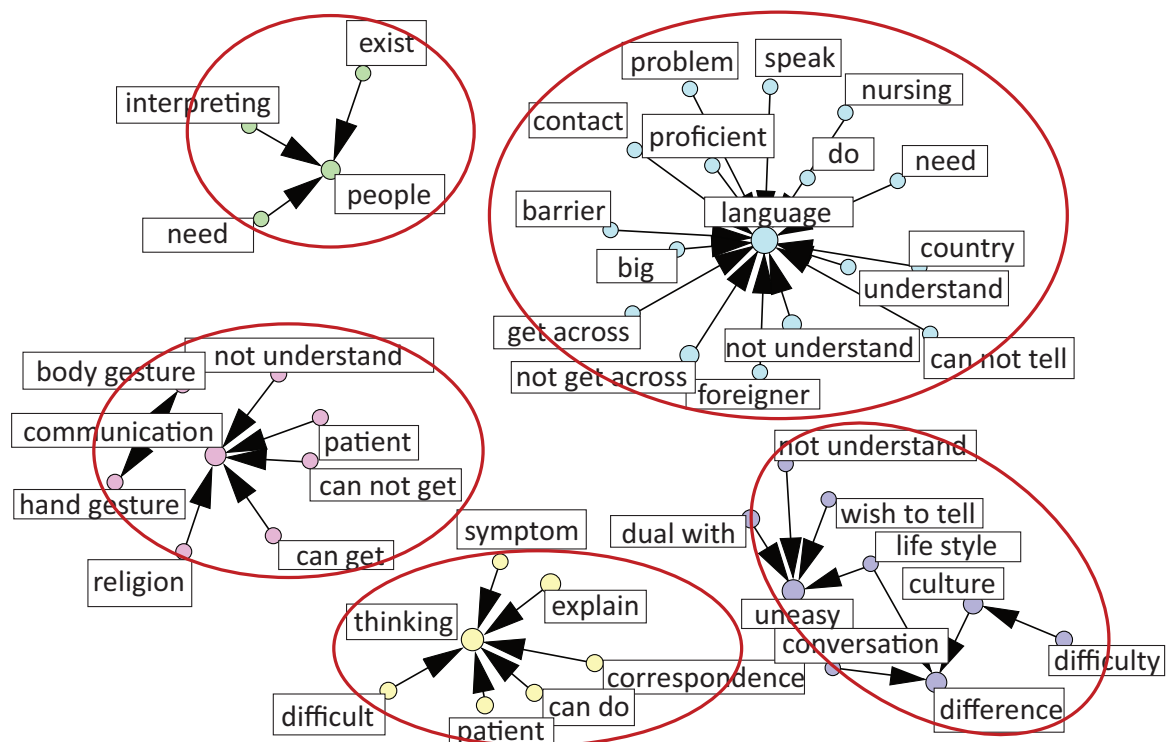 exist
interpreting
people
need
problem
speak
nursing
contact
proficient
do
need
language
barrier
big
country
understand
get across
not understand
can not tell
not get across
foreigner
not understand
body gesture
communication
patient
can not get
hand gesture
can get
religion
symptom
explain
thinking
correspondence
can do
difficult
patient
not understand
wish to tell
dual with
life style
culture
uneasy
conversation
difficulty
difference